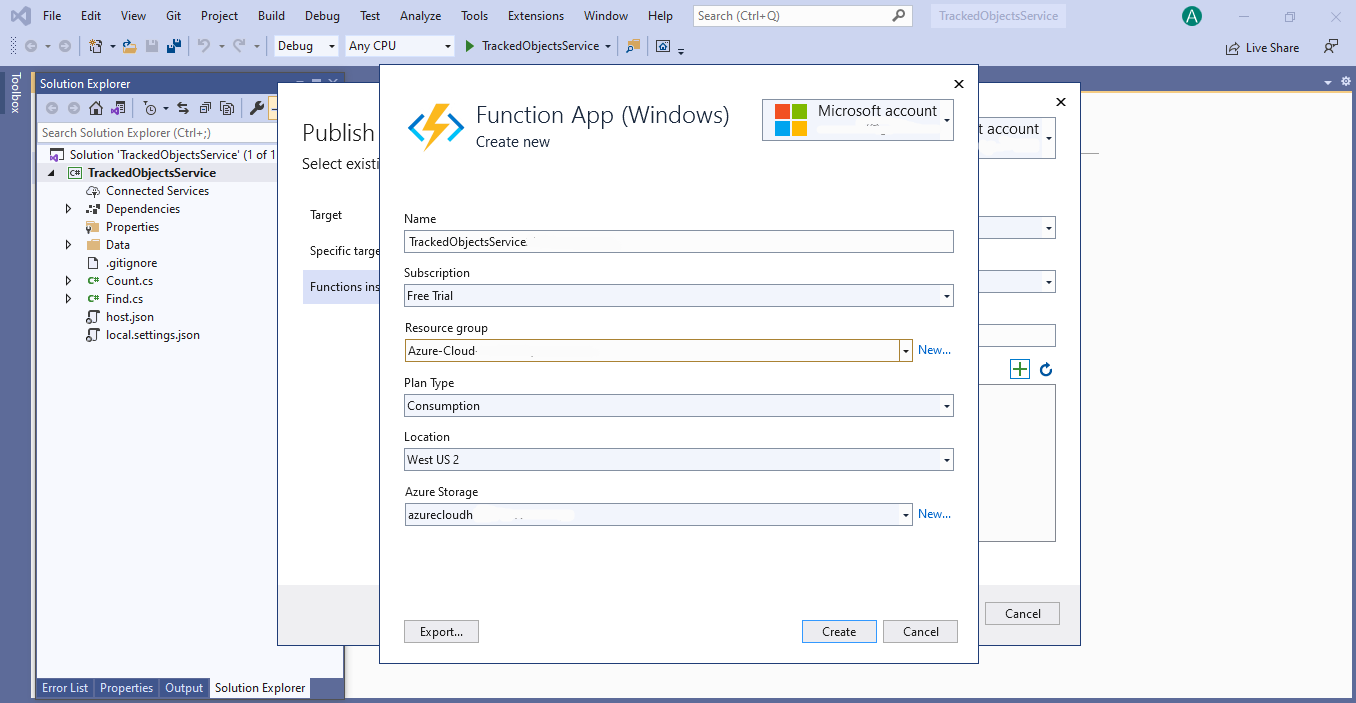 File Edit View Git Project Build Debug Test Analyze Tools Extensions Window Help Search (Ctrl+Q) TrackedObjectsService A
Debug Any CPU TrackedObjectsService Live Share
Toolbox
Solution Explorer
Search Solution Explorer (Ctrl+;)
Solution 'TrackedObjectsService' (1 of 1
C# TrackedObjectsService
Connected Services
Dependencies
Properties
Data
.gitignore
C# Count.cs
C# Find.cs
host.json
local.settings.json
Error List Properties Output Solution Explorer
Publish
Select existi
Target
Specific targe
Functions ins
t account
Cancel
Function App (Windows)
Create new
Microsoft account
Name
TrackedObjectsService
Subscription
Free Trial
Resource group
Azure-Cloud- New...
Plan Type
Consumption
Location
West US 2
Azure Storage
azurecloudh New...
Export... Create Cancel